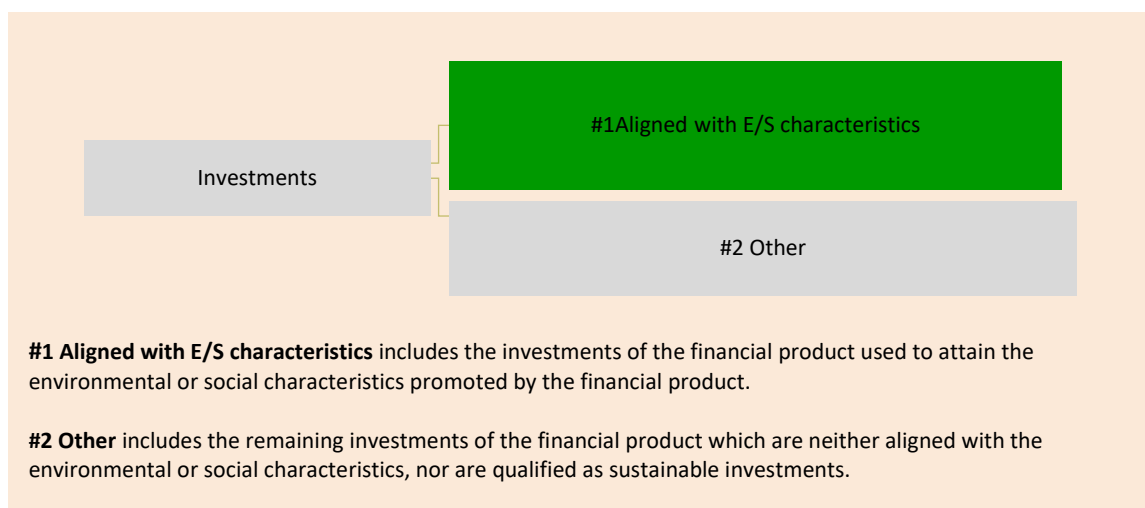 #1Aligned with E/S characteristics
Investments
#2 Other
#1 Aligned with E/S characteristics includes the investments of the financial product used to attain the
environmental or social characteristics promoted by the financial product.
#2 Other includes the remaining investments of the financial product which are neither aligned with the
environmental or social characteristics, nor are qualified as sustainable investments.